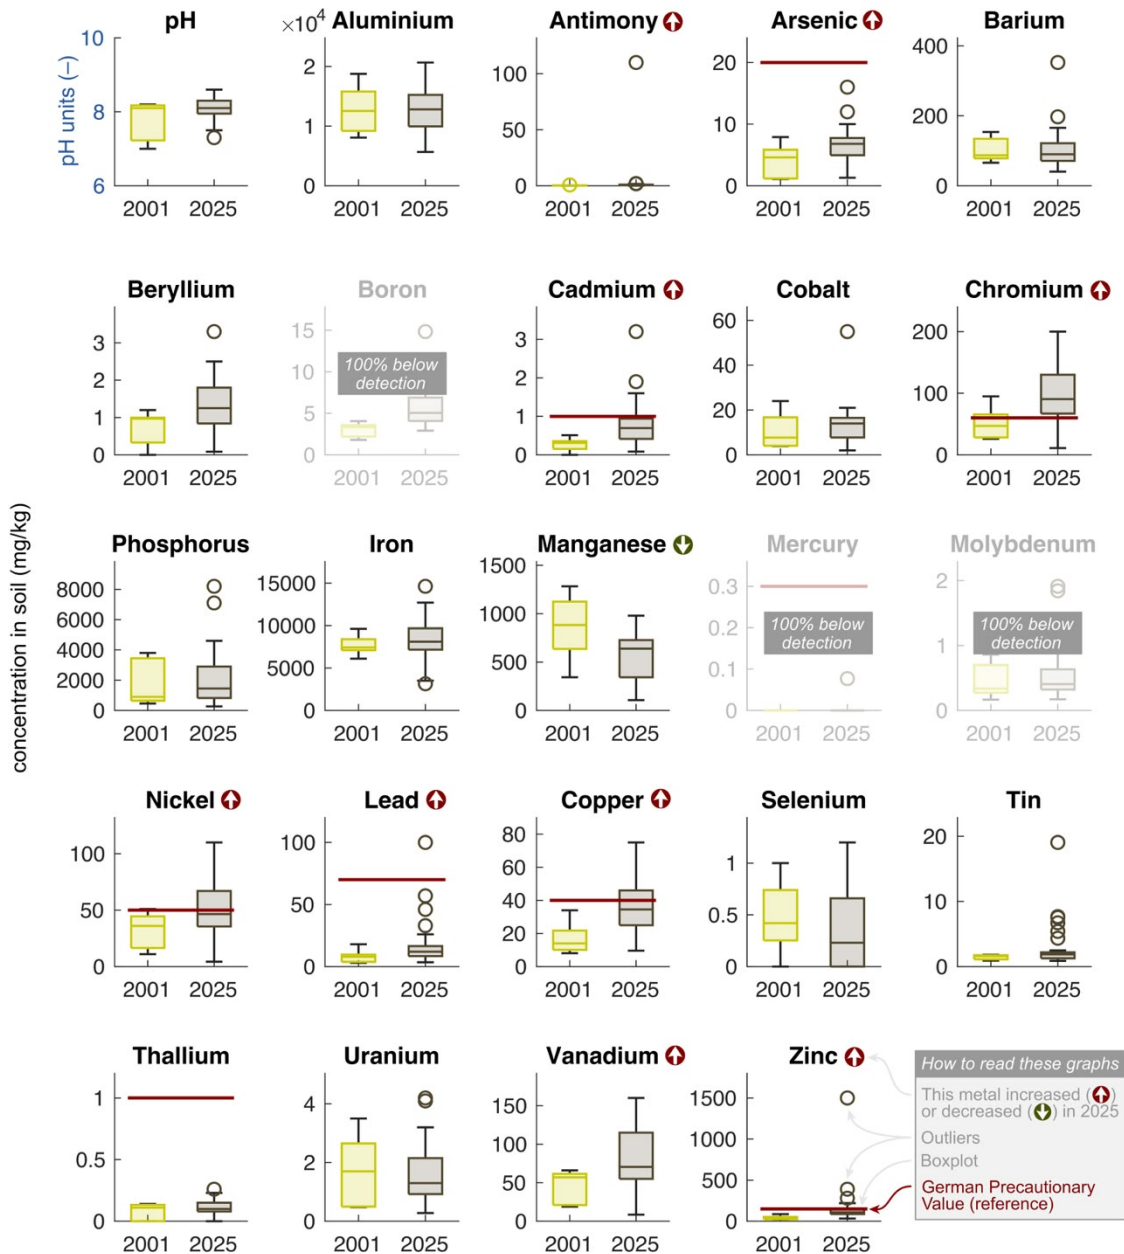 pH
Aluminium
Antimony
Arsenic
Barium
×10⁴
pH units (–)
10
8
6
2001 2025
2
1
0
2001 2025
100
50
0
2001 2025
20
15
10
5
0
2001 2025
400
200
0
2001 2025
Beryllium
Boron
Cadmium
Cobalt
Chromium
3
2
1
0
2001 2025
15
100% below
detection
5
0
2001 2025
3
2
1
0
2001 2025
60
40
20
0
2001 2025
200
100
0
2001 2025
concentration in soil (mg/kg)
Phosphorus
Iron
Manganese
Mercury
Molybdenum
8000
6000
4000
2000
0
2001 2025
15000
10000
5000
0
2001 2025
1500
1000
500
0
2001 2025
0.3
0.2
0.1
0
100% below
detection
2001 2025
2
1
0
100% below
detection
2001 2025
Nickel
Lead
Copper
Selenium
Tin
100
50
0
2001 2025
100
50
0
2001 2025
80
60
40
20
0
2001 2025
1
0.5
0
2001 2025
20
10
0
2001 2025
Thallium
Uranium
Vanadium
Zinc
1
0.5
0
2001 2025
4
2
0
2001 2025
150
100
50
0
2001 2025
1500
1000
500
0
2001 2025
How to read these graphs
This metal increased ( )
or decreased ( ) in 2025
Outliers
Boxplot
German Precautionary
Value (reference)